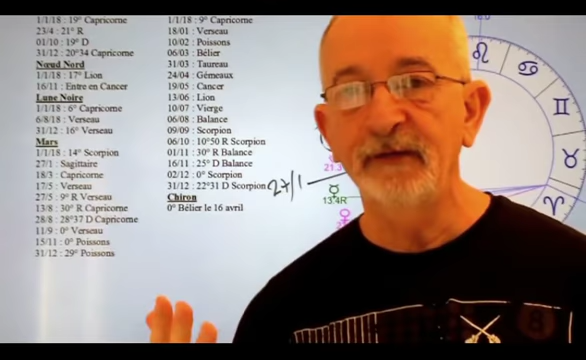 1/1/18 : 19° Capricorne
23/4 : 21° R
01/10 : 19° D
31/12 : 20°34 Capricorne
Nœud Nord
1/1/18 : 17° Lion
16/11 : Entre en Cancer
Lune Noire
1/1/18 : 6° Capricorne
6/8/18 : Verseau
31/12 : 16° Verseau
Mars
1/1/18 : 14° Scorpion
27/1 : Sagittaire
18/3 : Capricorne
17/5 : Verseau
27/5 : 9° R Verseau
13/8 : 30° R Capricorne
28/8 : 28°37 D Capricorne
11/9 : 0° Verseau
15/11 : 0° Poissons
31/12 : 29° Poissons
1/1/18 : 9° Capricorne
18/01 : Verseau
10/02 : Poissons
06/03 : Bélier
31/03 : Taureau
24/04 : Gémeaux
19/05 : Cancer
13/06 : Lion
10/07 : Vierge
06/08 : Balance
09/09 : Scorpion
06/10 : 10°50 R Scorpion
01/11 : 30° R Balance
16/11 : 25° D Balance
02/12 : 0° Scorpion
31/12 : 22°31 D Scorpion
Chiron
0° Bélier le 16 avril
27/1
13.4R